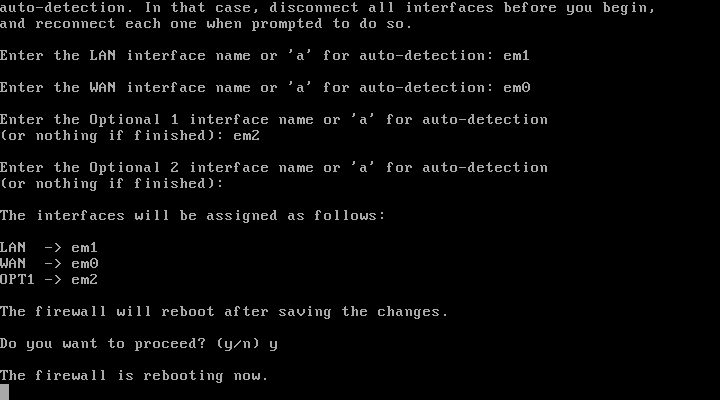 auto-detection. In that case, disconnect all interfaces before you begin,
and reconnect each one when prompted to do so.
Enter the LAN interface name or 'a' for auto-detection: em1
Enter the WAN interface name or 'a' for auto-detection: em0
Enter the Optional 1 interface name or 'a' for auto-detection
(or nothing if finished): em2
Enter the Optional 2 interface name or 'a' for auto-detection
(or nothing if finished):
The interfaces will be assigned as follows:
LAN  -> em1
WAN  -> em0
OPT1 -> em2
The firewall will reboot after saving the changes.
Do you want to proceed? (y/n) y
The firewall is rebooting now.